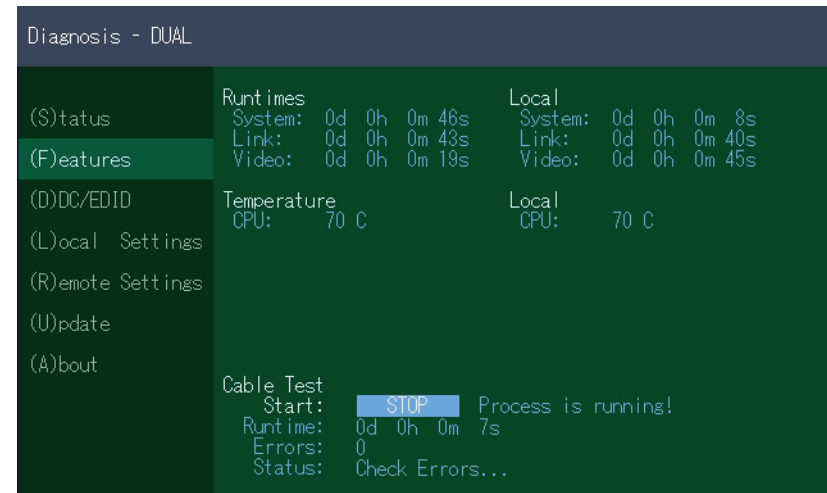 Diagnosis - DUAL
(S)tatus
(F)eatures
(D)DC/EDID
(L)ocal Settings
(R)emote Settings
(U)pdate
(A)bout
Runtimes Local
System: 0d 0h 0m 46s System: 0d 0h 0m 8s
Link: 0d 0h 0m 43s Link: 0d 0h 0m 40s
Video: 0d 0h 0m 19s Video: 0d 0h 0m 45s
Temperature Local
CPU: 70 C CPU: 70 C
Cable Test
Start: STOP Process is running!
Runtime: 0d 0h 0m 7s
Errors: 0
Status: Check Errors...